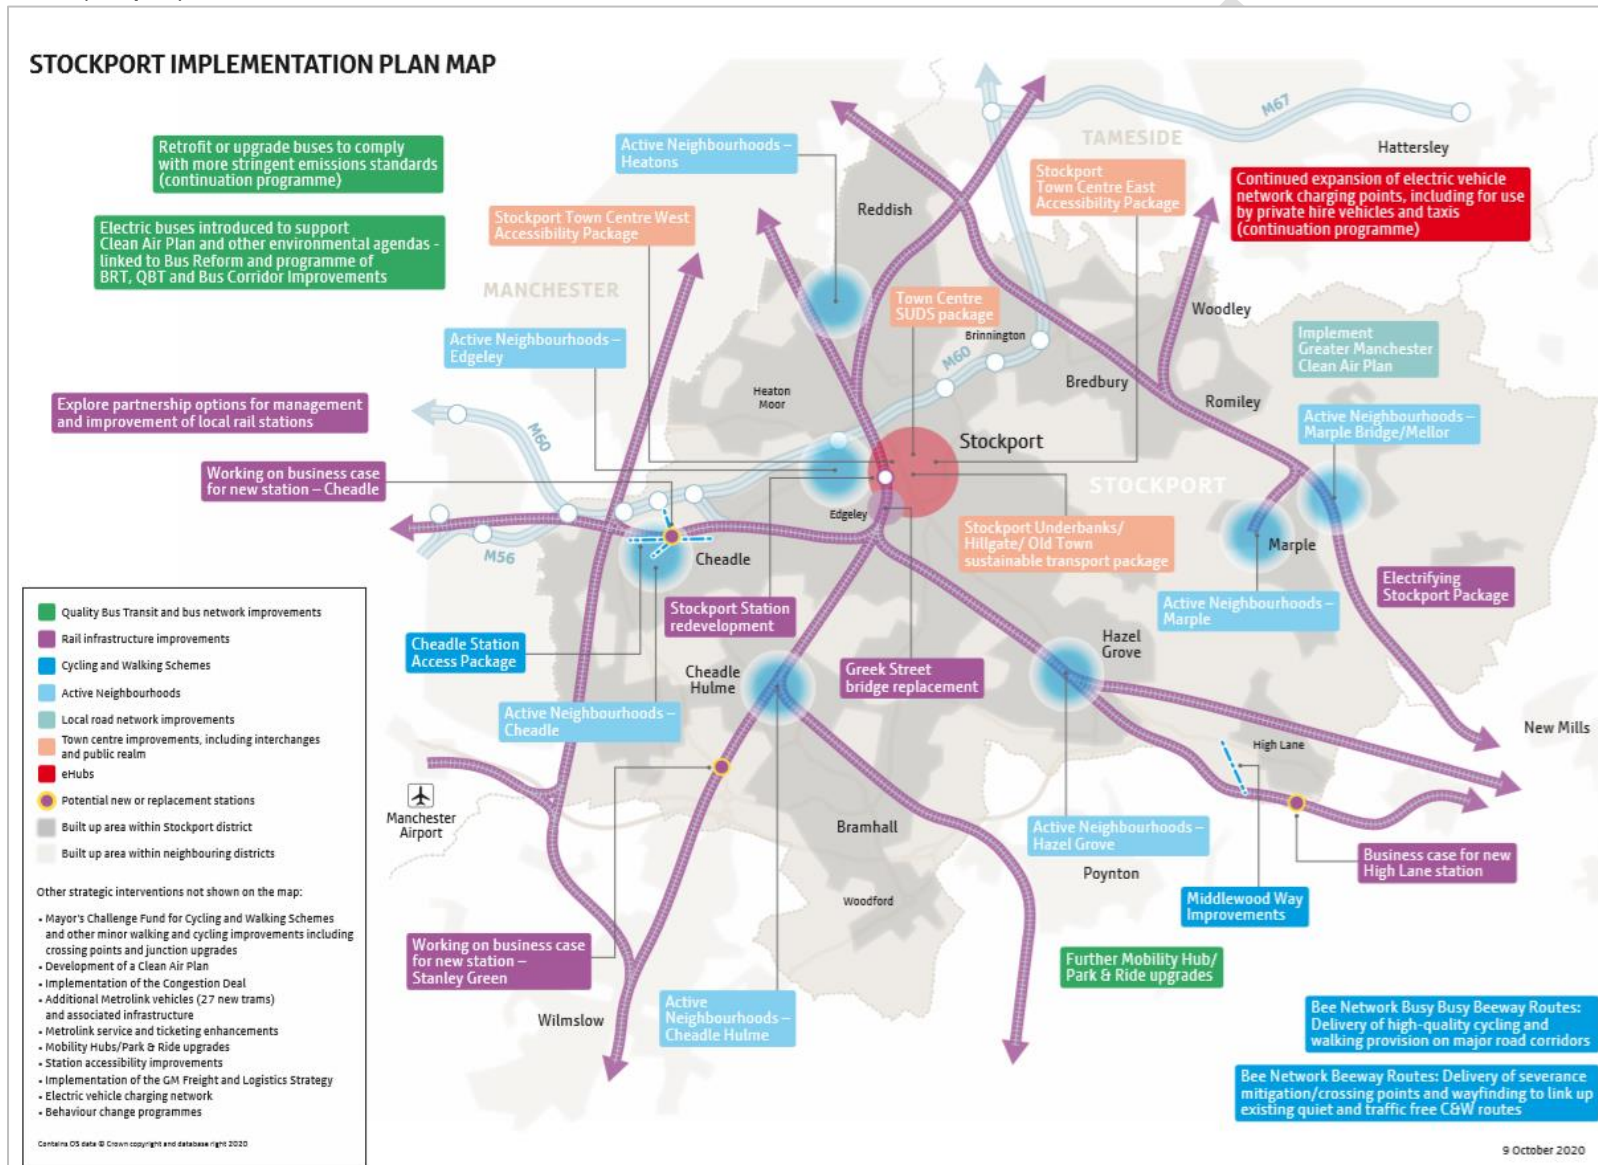 STOCKPORT IMPLEMENTATION PLAN MAP
Retrofit or upgrade buses to comply
with more stringent emissions standards
(continuation programme)
Electric buses introduced to support
Clean Air Plan and other environmental agendas -
linked to Bus Reform and programme of
BRT, QBT and Bus Corridor Improvements
Active Neighbourhoods –
Heatons
Stockport Town Centre West
Accessibility Package
Stockport
Town Centre East
Accessibility Package
Continued expansion of electric vehicle
network charging points, including for use
by private hire vehicles and taxis
(continuation programme)
TAMESIDE
M67
Hattersley
Reddish
MANCHESTER
Town Centre
SUDS package
Brinnington
Woodley
Active Neighbourhoods –
Edgeley
Implement
Greater Manchester
Clean Air Plan
M60
Heaton
Moor
Bredbury
Romiley
Explore partnership options for management
and improvement of local rail stations
Active Neighbourhoods –
Marple Bridge/Mellor
M60
Stockport
Working on business case
for new station – Cheadle
STOCKPORT
Edgeley
M56
Cheadle
Stockport Underbanks/
Hillgate/ Old Town
sustainable transport package
Marple
Electrifying
Stockport Package
Active Neighbourhoods –
Marple
Stockport Station
redevelopment
Cheadle Station
Access Package
Cheadle
Hulme
Greek Street
bridge replacement
Hazel
Grove
Active Neighbourhoods –
Cheadle
New Mills
High Lane
Manchester
Airport
Bramhall
Active Neighbourhoods –
Hazel Grove
Business case for new
High Lane station
Poynton
Middlewood Way
Improvements
Woodford
Working on business case
for new station –
Stanley Green
Further Mobility Hub/
Park & Ride upgrades
Wilmslow
Active
Neighbourhoods –
Cheadle Hulme
Bee Network Busy Busy Beeway Routes:
Delivery of high-quality cycling and
walking provision on major road corridors
Bee Network Beeway Routes: Delivery of severance
mitigation/crossing points and wayfinding to link up
existing quiet and traffic free C&W routes
Quality Bus Transit and bus network improvements
Rail infrastructure improvements
Cycling and Walking Schemes
Active Neighbourhoods
Local road network improvements
Town centre improvements, including interchanges
and public realm
eHubs
Potential new or replacement stations
Built up area within Stockport district
Built up area within neighbouring districts
Other strategic interventions not shown on the map:
• Mayor's Challenge Fund for Cycling and Walking Schemes
and other minor walking and cycling improvements including
crossing points and junction upgrades
• Development of a Clean Air Plan
• Implementation of the Congestion Deal
• Additional Metrolink vehicles (27 new trams)
and associated infrastructure
• Metrolink service and ticketing enhancements
• Mobility Hubs/Park & Ride upgrades
• Station accessibility improvements
• Implementation of the GM Freight and Logistics Strategy
• Electric vehicle charging network
• Behaviour change programmes
Contains OS data © Crown copyright and database right 2020
9 October 2020